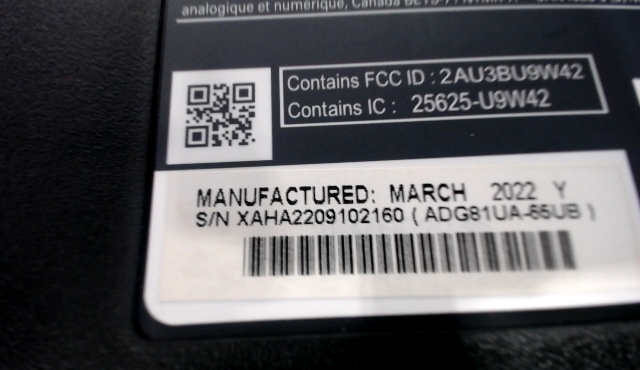 analogique et numérique, Canada
Contains FCC ID : 2AU3BU9W42
Contains IC : 25625-U9W42
MANUFACTURED: MARCH 2022 Y
S/N XAHA2209102160 ( ADG81UA-65UB )